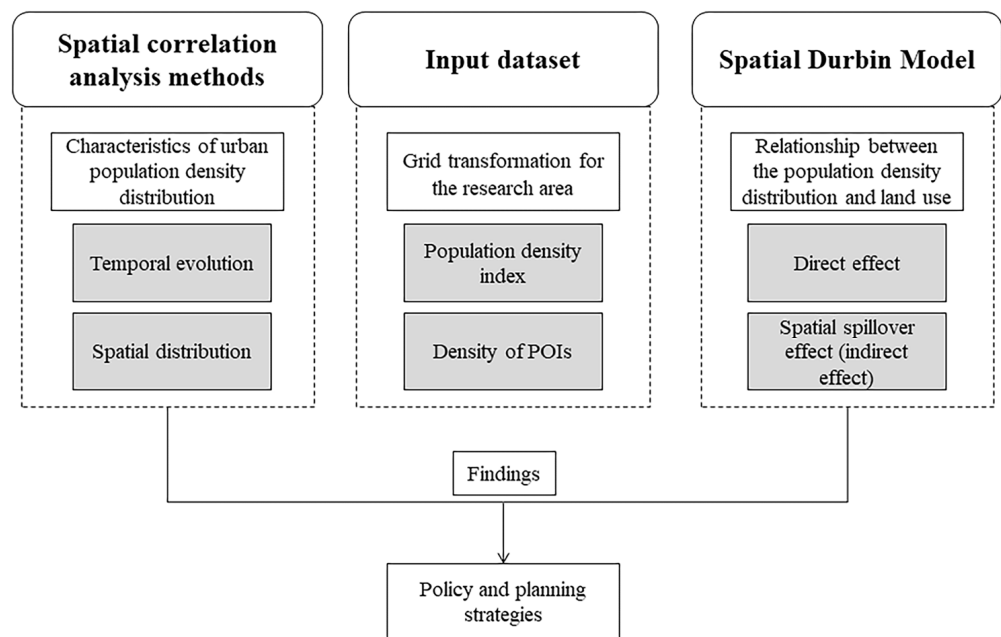 Spatial correlation
analysis methods
Characteristics of urban
population density
distribution
Temporal evolution
Spatial distribution
Input dataset
Grid transformation for
the research area
Population density
index
Density of POIs
Spatial Durbin Model
Relationship between
the population density
distribution and land use
Direct effect
Spatial spillover
effect (indirect
effect)
Findings
Policy and planning
strategies